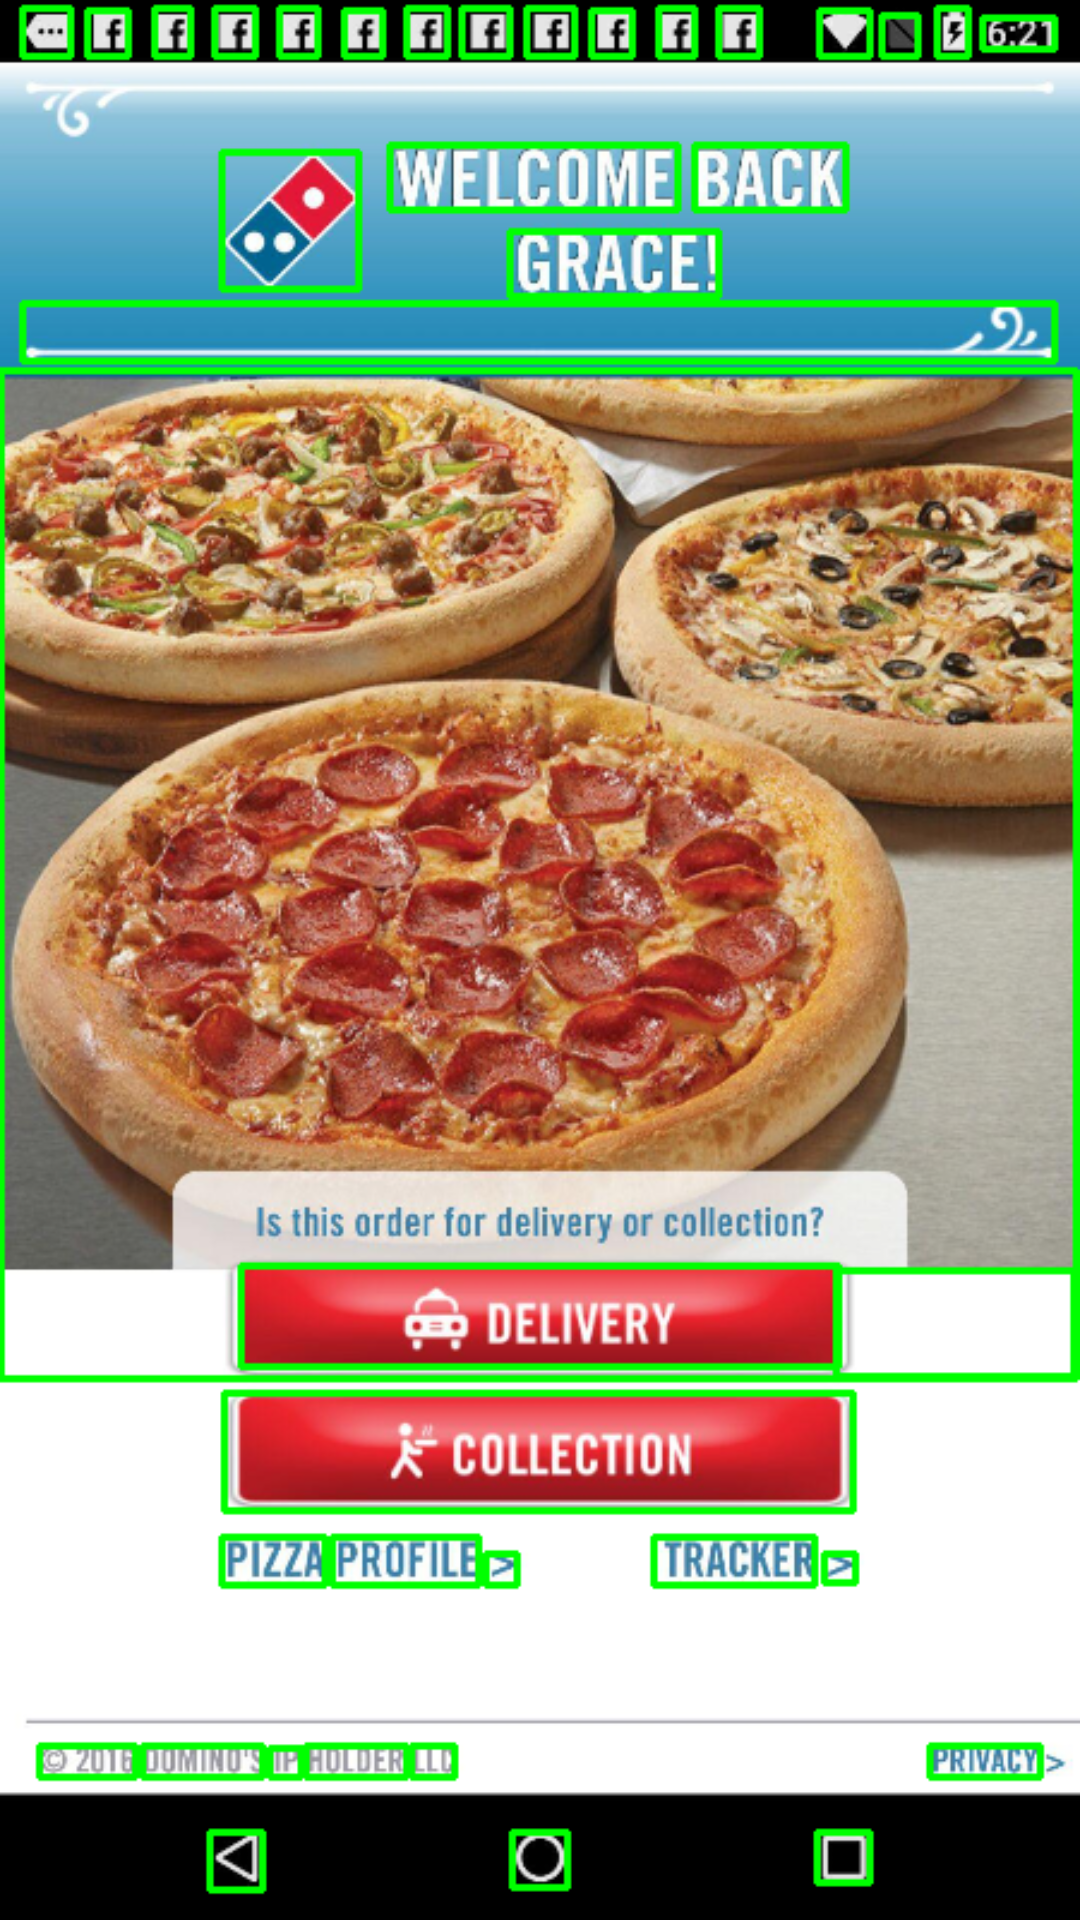 6:21
WELCOME BACK
GRACE!
Is this order for delivery or collection?
DELIVERY
COLLECTION
PIZZA PROFILE > TRACKER >
© 2016 DOMINO'S IP HOLDER LLC PRIVACY >